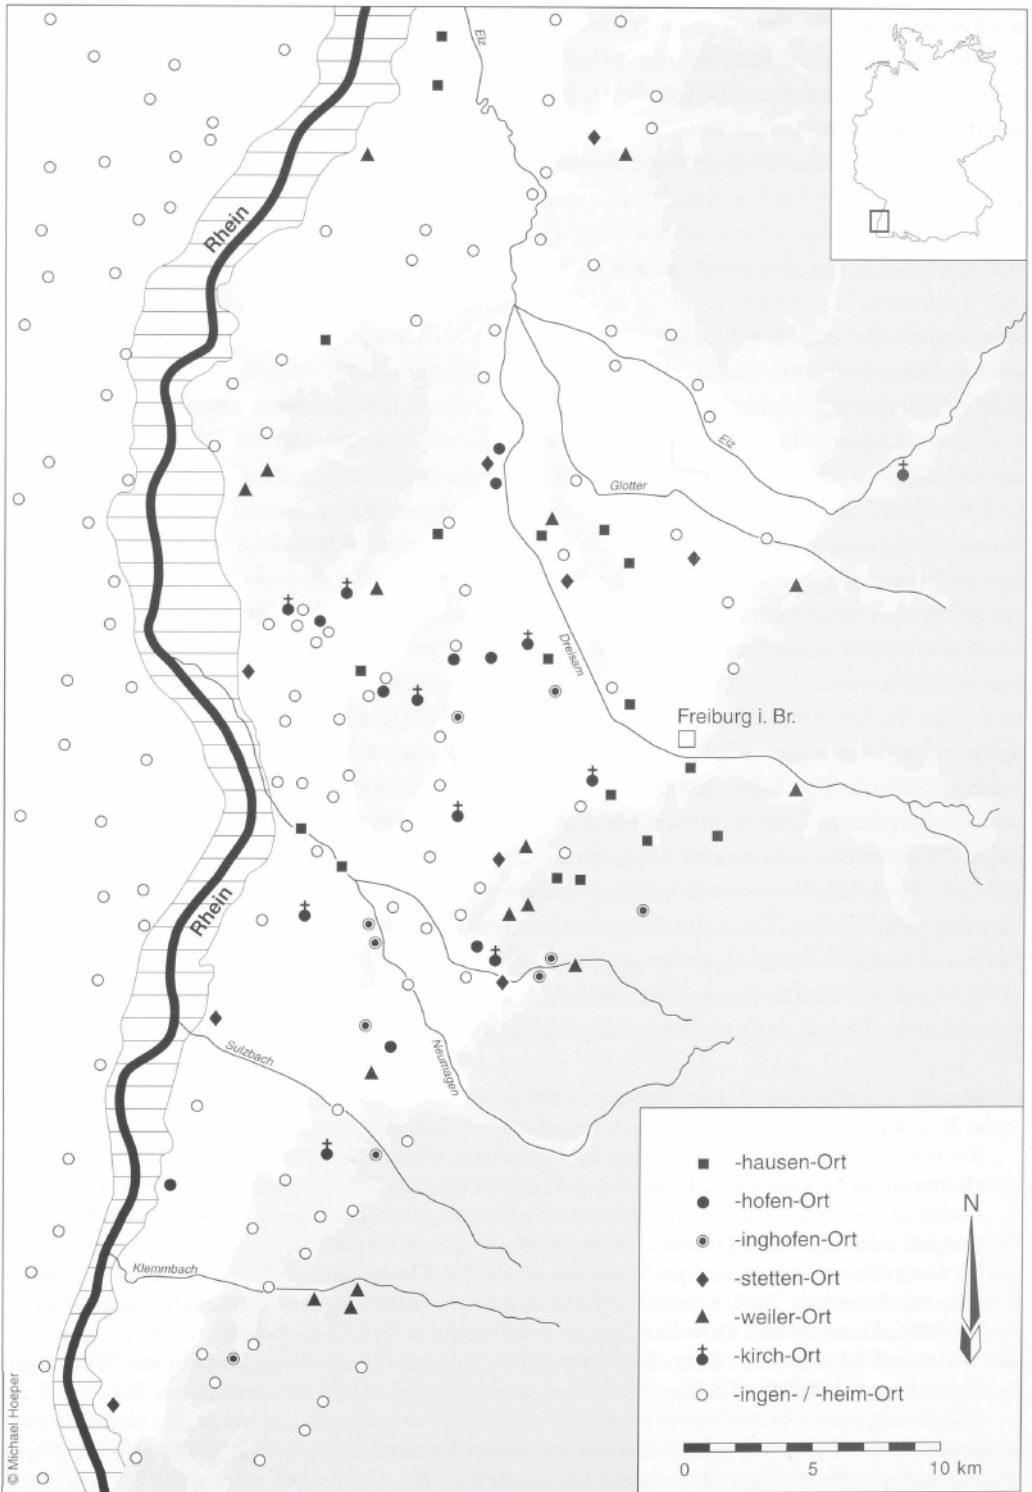 Elz
Rhein
Elz
Glotter
Dreisam
Freiburg i. Br.
Rhein
Neumagen
Sulzbach
Klemmbach
-hausen-Ort
-hofen-Ort
-inghofen-Ort
-stetten-Ort
-weiler-Ort
-kirch-Ort
-ingen- / -heim-Ort
N
0 5 10 km
© Michael Hoeper